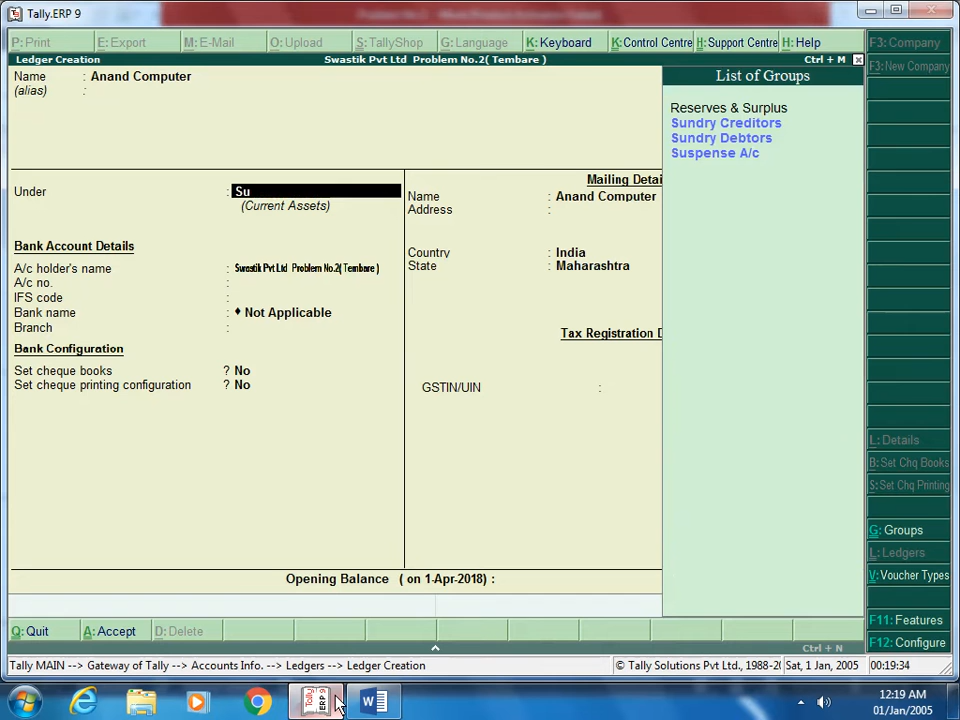 Tally.ERP 9
P: Print
E: Export
M: E-Mail
O: Upload
S: TallyShop
G: Language
K: Keyboard
K: Control Centre
H: Support Centre
H: Help
F3: Company
F3: New Company
Ledger Creation
Swastik Pvt Ltd Problem No.2( Tembare )
Ctrl + M
Name : Anand Computer
(alias) :
List of Groups
Reserves & Surplus
Sundry Creditors
Sundry Debtors
Suspense A/c
Under : Su
(Current Assets)
Mailing Detai
Name : Anand Computer
Address :
Bank Account Details
Country : India
State : Maharashtra
A/c holder's name : Swastik Pvt Ltd Problem No.2( Tembare )
A/c no. :
IFS code :
Bank name : ♦ Not Applicable
Branch :
Tax Registration D
Bank Configuration
Set cheque books ? No
Set cheque printing configuration ? No
GSTIN/UIN :
L: Details
B: Set Chq Books
S: Set Chq Printing
G: Groups
L: Ledgers
V: Voucher Types
F11: Features
F12: Configure
Opening Balance ( on 1-Apr-2018) :
Q: Quit
A: Accept
D: Delete
Ctrl + N
Tally MAIN --> Gateway of Tally --> Accounts Info. --> Ledgers --> Ledger Creation
© Tally Solutions Pvt Ltd., 1988-20
Sat, 1 Jan, 2005
00:19:34
Tally
ERP 9
W
12:19 AM
01/Jan/2005